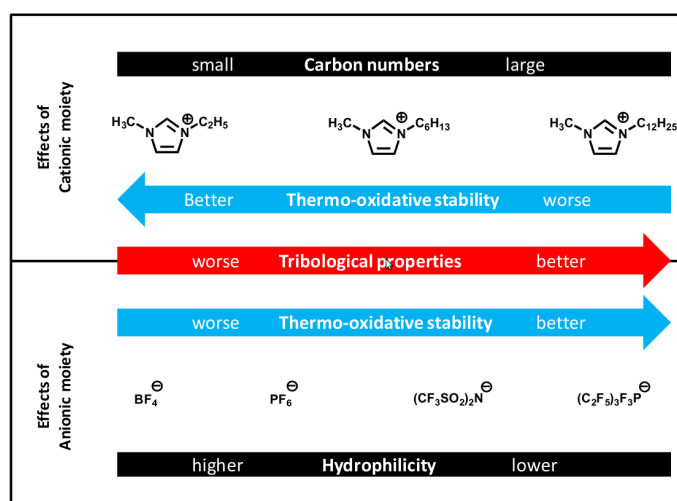 small Carbon numbers large
Effects of
Cationic moiety
H₃C N ⊕ N C₂H₅
H₃C N ⊕ N C₆H₁₃
H₃C N ⊕ N C₁₂H₂₅
Better Thermo-oxidative stability worse
worse Tribological properties better
worse Thermo-oxidative stability better
Effects of
Anionic moiety
BF₄⊖ PF₆⊖ (CF₃SO₂)₂N⊖ (C₂F₅)₃F₃P⊖
higher Hydrophilicity lower